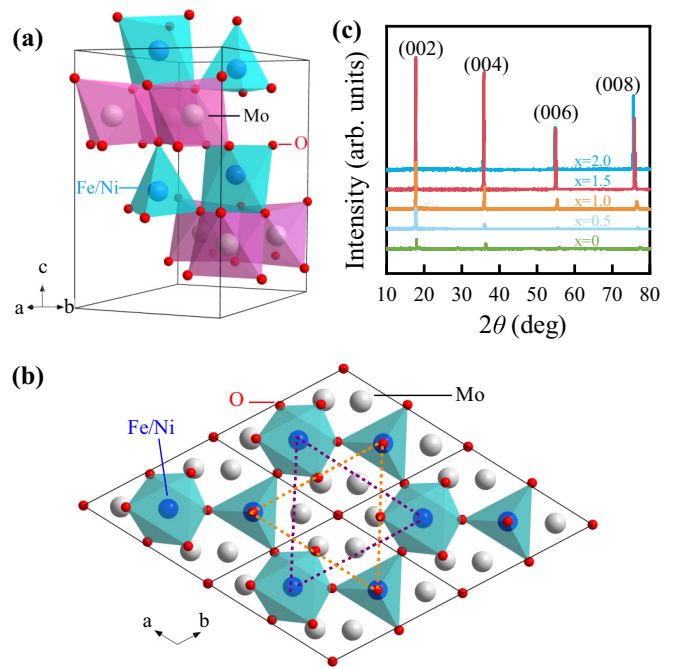 (a)
Mo
O
Fe/Ni
c
a b
(c)
Intensity (arb. units)
(002)
(004)
(006)
(008)
x=2.0
x=1.5
x=1.0
x=0.5
x=0
10 20 30 40 50 60 70 80
2θ (deg)
(b)
O
Mo
Fe/Ni
a b